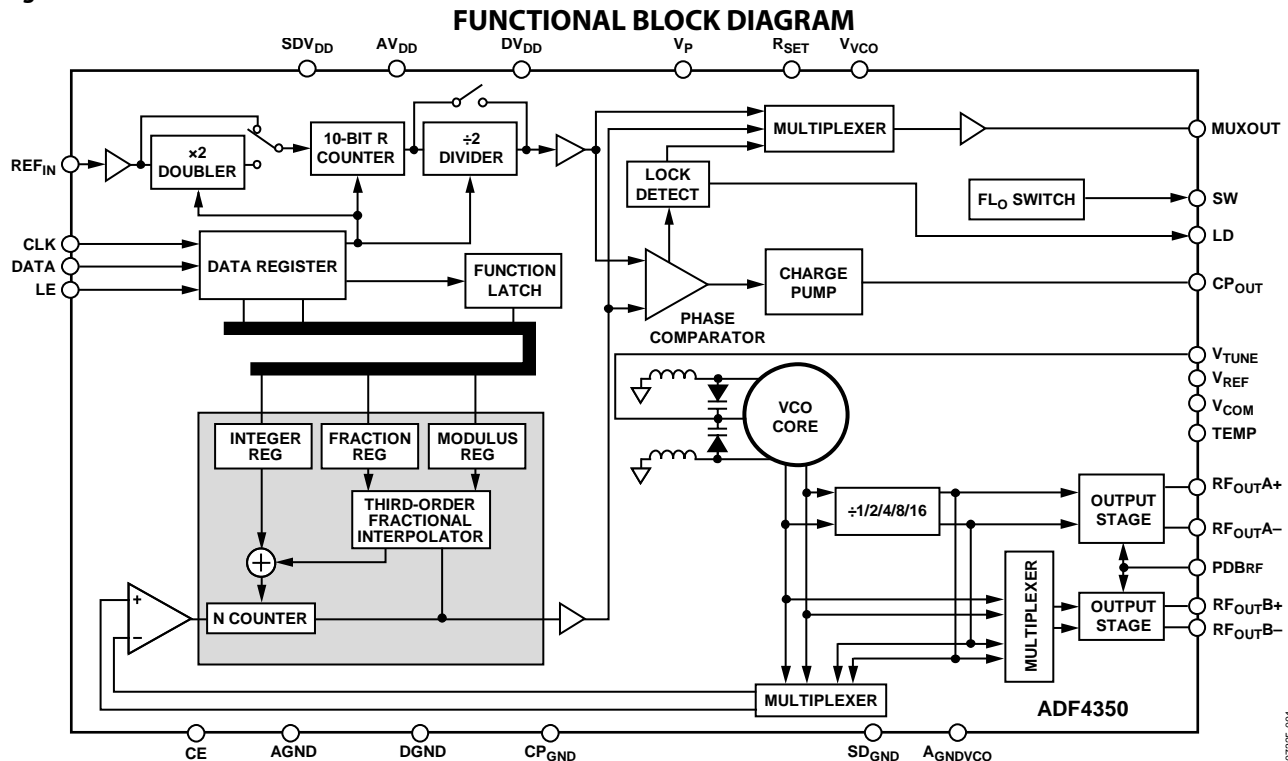 FUNCTIONAL BLOCK DIAGRAM
SDVDD
AVDD
DVDD
VP
RSET
VVCO
REFIN
×2
DOUBLER
10-BIT R
COUNTER
÷2
DIVIDER
MULTIPLEXER
MUXOUT
LOCK
DETECT
FLO SWITCH
SW
LD
CLK
DATA
LE
DATA REGISTER
FUNCTION
LATCH
CHARGE
PUMP
CPOUT
PHASE
COMPARATOR
VTUNE
VREF
VCOM
TEMP
VCO
CORE
INTEGER
REG
FRACTION
REG
MODULUS
REG
THIRD-ORDER
FRACTIONAL
INTERPOLATOR
+
N COUNTER
+
−
÷1/2/4/8/16
OUTPUT
STAGE
RFOUTA+
RFOUTA−
PDBRF
MULTIPLEXER
OUTPUT
STAGE
RFOUTB+
RFOUTB−
MULTIPLEXER
ADF4350
CE
AGND
DGND
CPGND
SDGND
AGNDVCO